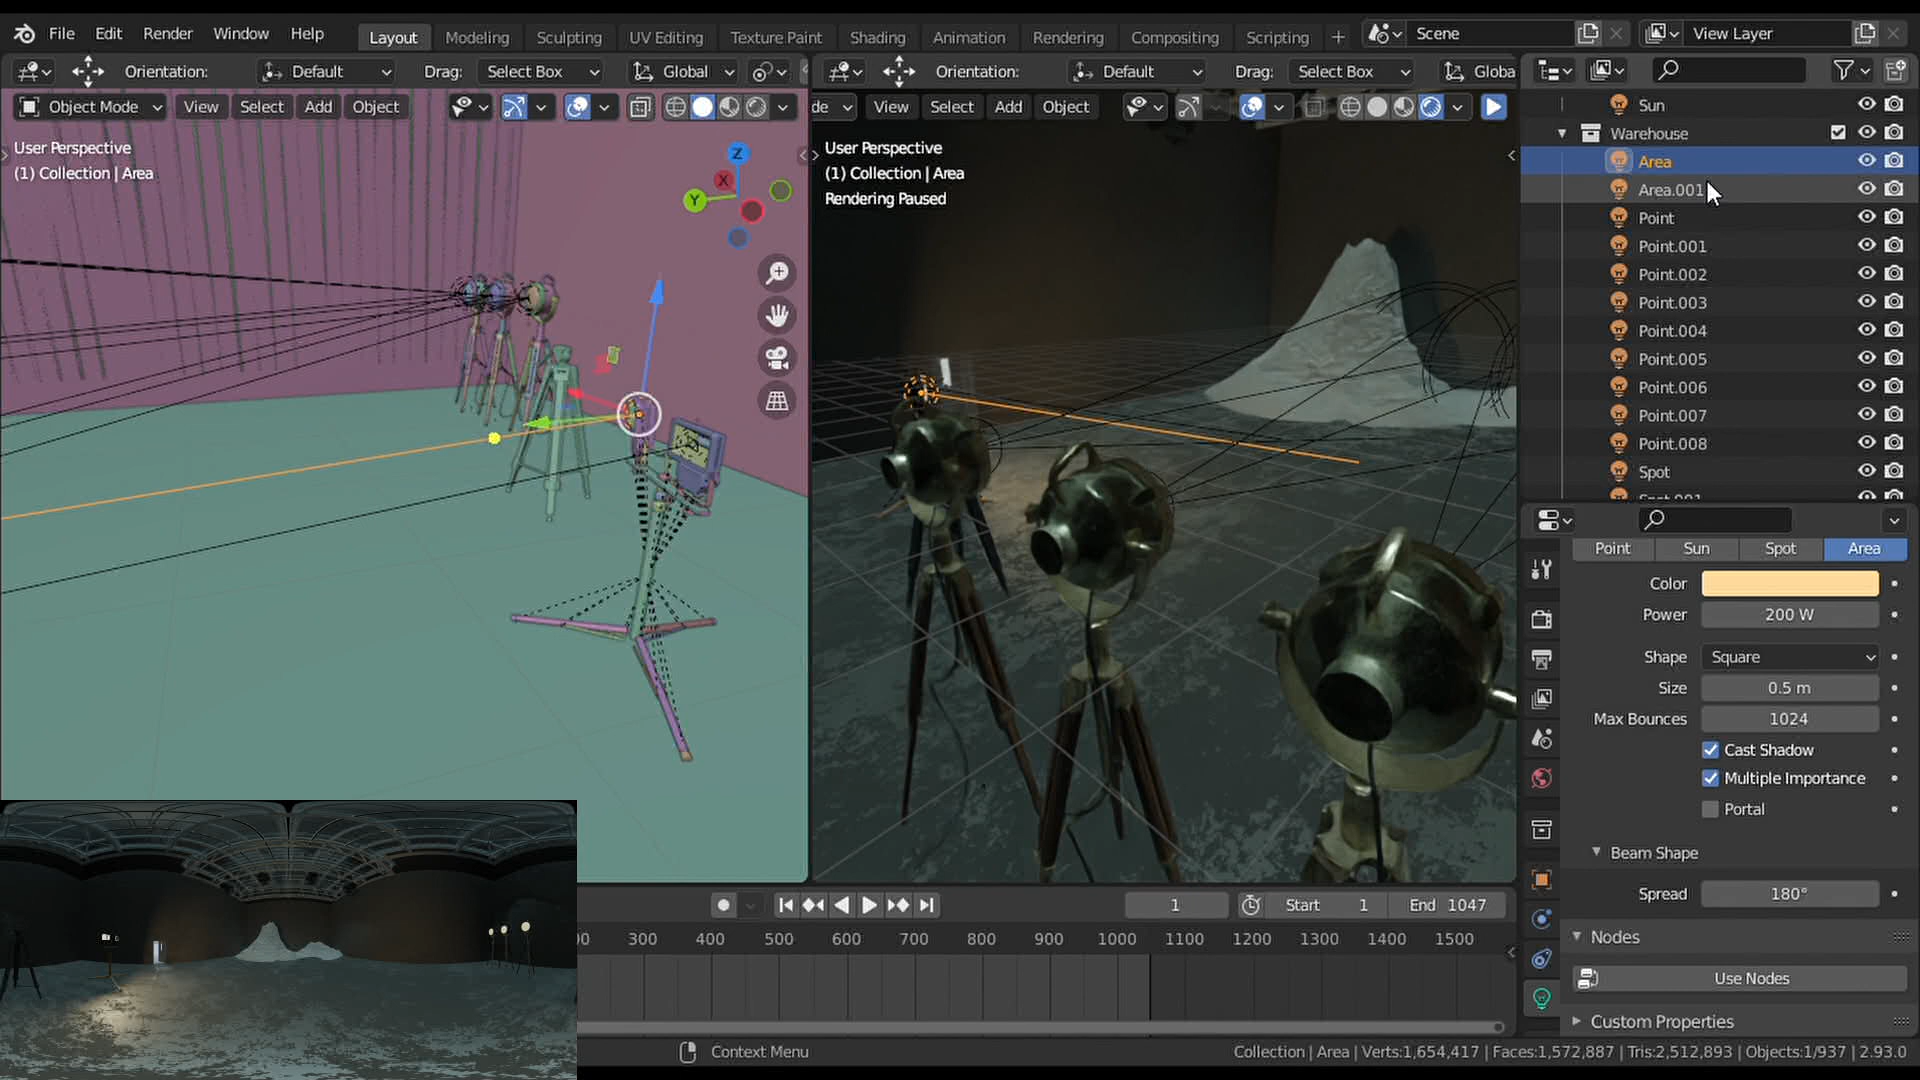 File Edit Render Window Help Layout Modeling Sculpting UV Editing Texture Paint Shading Animation Rendering Compositing Scripting + Scene View Layer
Orientation: Default Drag: Select Box Global Orientation: Default Drag: Select Box Globa
Object Mode View Select Add Object de View Select Add Object
User Perspective
(1) Collection | Area
Z
X
Y
User Perspective
(1) Collection | Area
Rendering Paused
Sun
Warehouse
Area
Area.001
Point
Point.001
Point.002
Point.003
Point.004
Point.005
Point.006
Point.007
Point.008
Spot
Spot.001
Point Sun Spot Area
Color
Power 200 W
Shape Square
Size 0.5 m
Max Bounces 1024
Cast Shadow
Multiple Importance
Portal
Beam Shape
Spread 180°
Nodes
Use Nodes
Custom Properties
1 Start 1 End 1047
00 300 400 500 600 700 800 900 1000 1100 1200 1300 1400 1500
Context Menu
Collection | Area | Verts:1,654,417 | Faces:1,572,887 | Tris:2,512,893 | Objects:1/937 | 2.93.0